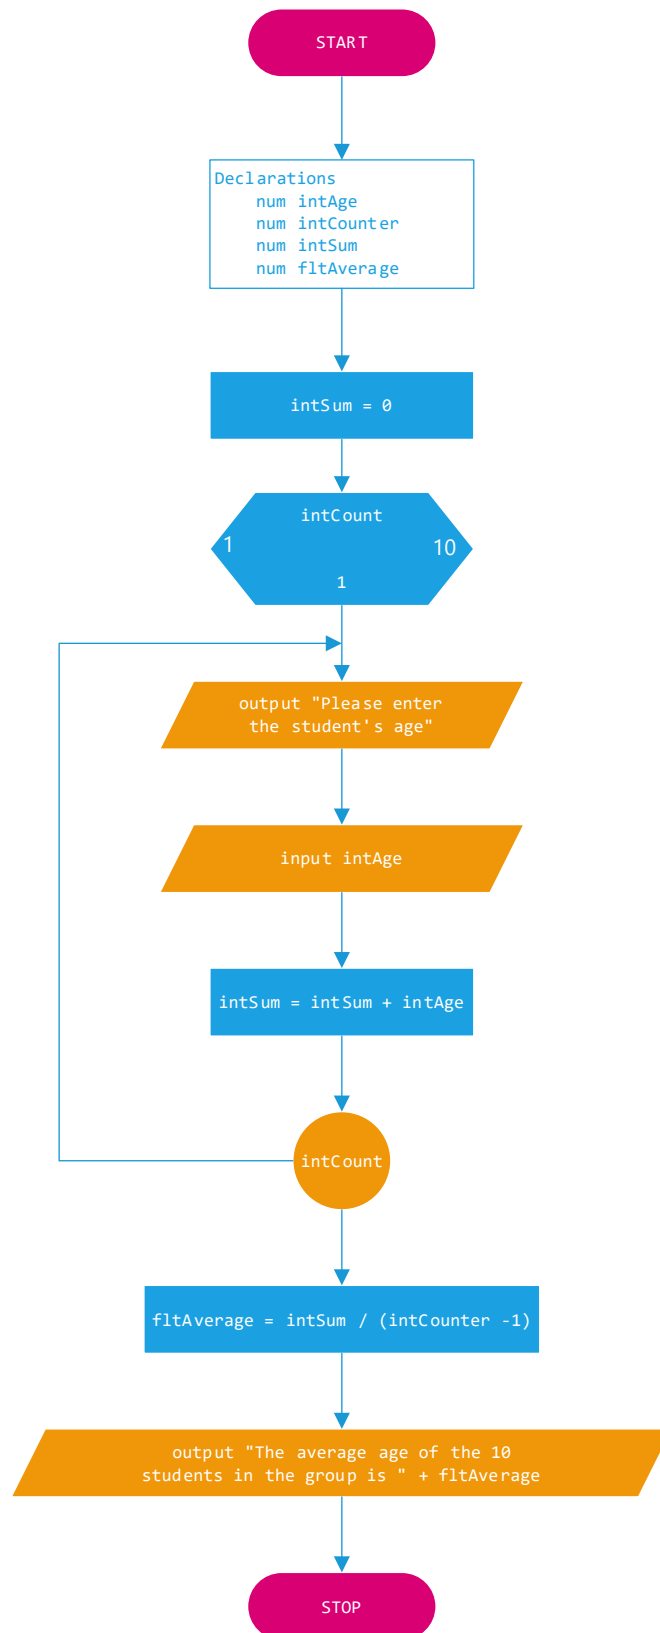 START
Declarations
num intAge
num intCounter
num intSum
num fltAverage
intSum = 0
intCount
1
10
1
output "Please enter
the student's age"
input intAge
intSum = intSum + intAge
intCount
fltAverage = intSum / (intCounter -1)
output "The average age of the 10
students in the group is " + fltAverage
STOP